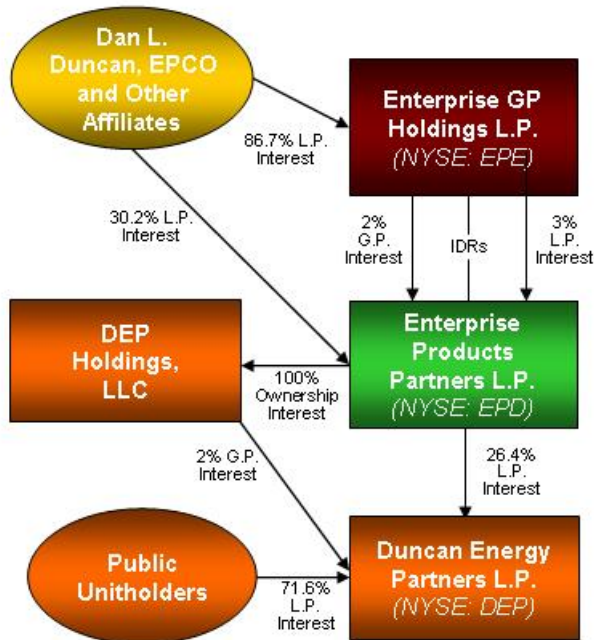 Dan L.
Duncan, EPCO
and Other
Affiliates
Enterprise GP
Holdings L.P.
(NYSE: EPE)
86.7% L.P.
Interest
30.2% L.P.
Interest
2%
G.P.
Interest
IDRs
3%
L.P.
Interest
DEP
Holdings,
LLC
100%
Ownership
Interest
Enterprise
Products
Partners L.P.
(NYSE: EPD)
2% G.P.
Interest
26.4%
L.P.
Interest
Public
Unitholders
71.6%
L.P.
Interest
Duncan Energy
Partners L.P.
(NYSE: DEP)